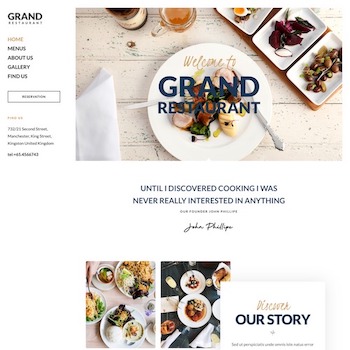 GRAND
RESTAURANT
HOME
MENUS
ABOUT US
GALLERY
FIND US
RESERVATION
FIND US
732/21 Second Street,
Manchester, King Street,
Kingston United Kingdom
tel +65.4566743
Welcome to
GRAND
RESTAURANT
UNTIL I DISCOVERED COOKING I WAS
NEVER REALLY INTERESTED IN ANYTHING
OUR FOUNDER JOHN PHILLIPE
John Phillipe
Discover
OUR STORY
Sed ut perspiciatis unde omnis iste natus error